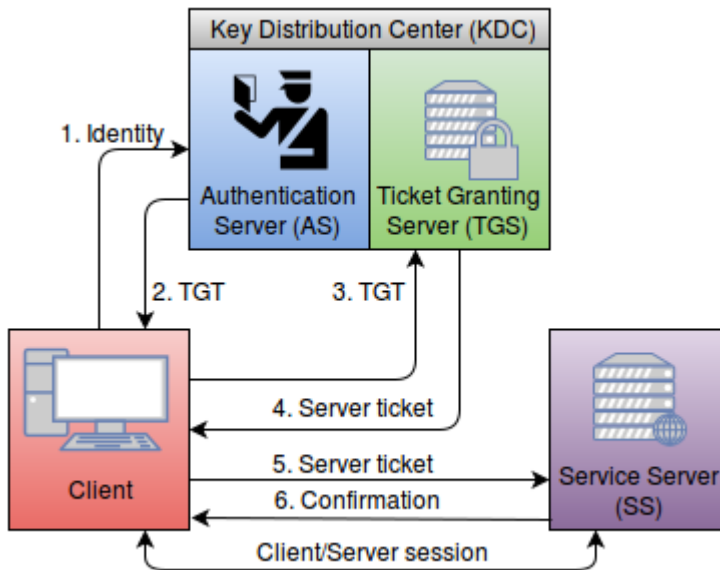 Key Distribution Center (KDC)
1. Identity
Authentication
Server (AS)
Ticket Granting
Server (TGS)
2. TGT
3. TGT
4. Server ticket
5. Server ticket
6. Confirmation
Client
Service Server
(SS)
Client/Server session